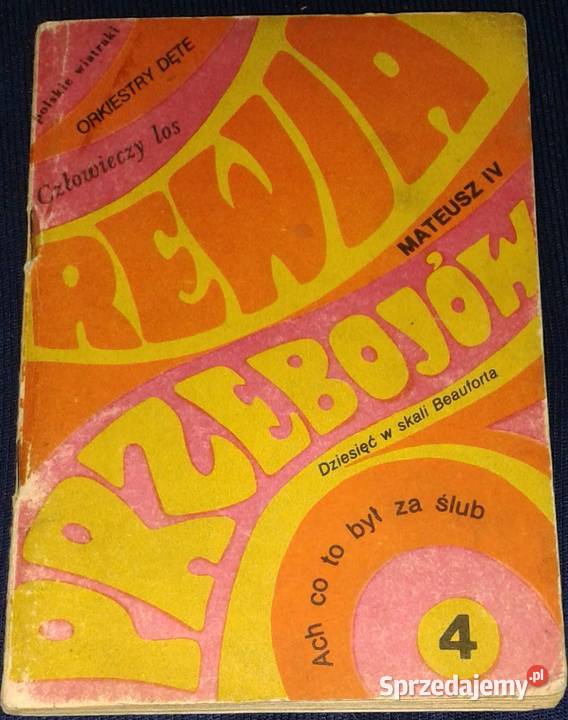 polskie wiatraki
ORKIESTRY DĘTE
Człowieczy los
REWIA
MATEUSZ IV
PRZEBOJÓW
Dziesięć w skali Beauforta
Ach co to był za ślub
4
Sprzedajemy.pl